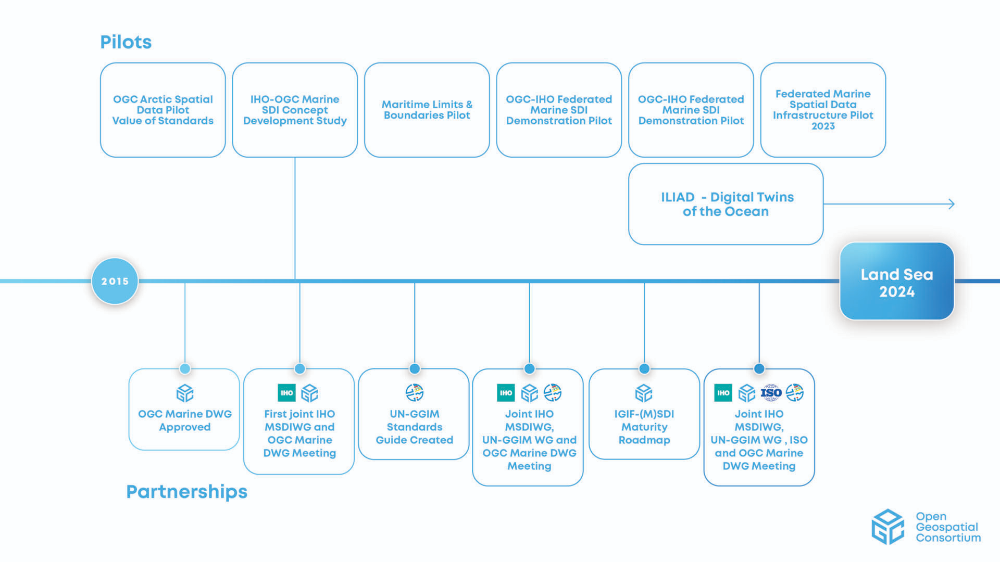 Pilots
OGC Arctic Spatial
Data Pilot
Value of Standards
IHO-OGC Marine
SDI Concept
Development Study
Maritime Limits &
Boundaries Pilot
OGC-IHO Federated
Marine SDI
Demonstration Pilot
OGC-IHO Federated
Marine SDI
Demonstration Pilot
Federated Marine
Spatial Data
Infrastructure Pilot
2023
ILIAD - Digital Twins
of the Ocean
2015
Land Sea
2024
OGC Marine DWG
Approved
IHO
First joint IHO
MSDIWG and
OGC Marine
DWG Meeting
UN-GGIM
Standards
Guide Created
IHO
Joint IHO
MSDIWG,
UN-GGIM WG and
OGC Marine DWG
Meeting
IGIF-(M)SDI
Maturity
Roadmap
IHO ISO
Joint IHO
MSDIWG,
UN-GGIM WG , ISO
and OGC Marine
DWG Meeting
Partnerships
Open
Geospatial
Consortium